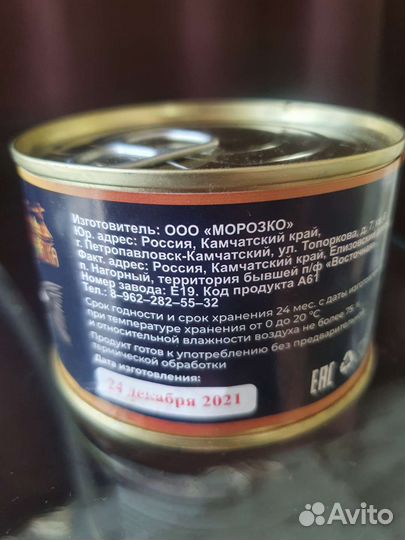 Изготовитель: ООО «МОРОЗКО»
Юр. адрес: Россия, Камчатский край,
г. Петропавловск-Камчатский, ул. Топоркова, д. 7,
Факт. адрес: Россия, Камчатский край,
п. Нагорный, территория бывшей п/ф
Номер завода: Е19. Код продукта А61
Тел.: 8-962-282-55-32
Срок годности и срок хранения 24 мес. с даты
при температуре хранения от 0 до 20 °С
и относительной влажности воздуха не более 75
Продукт готов к употреблению без
термической обработки
Дата изготовления:
24 декабря 2021
EAC
Avito